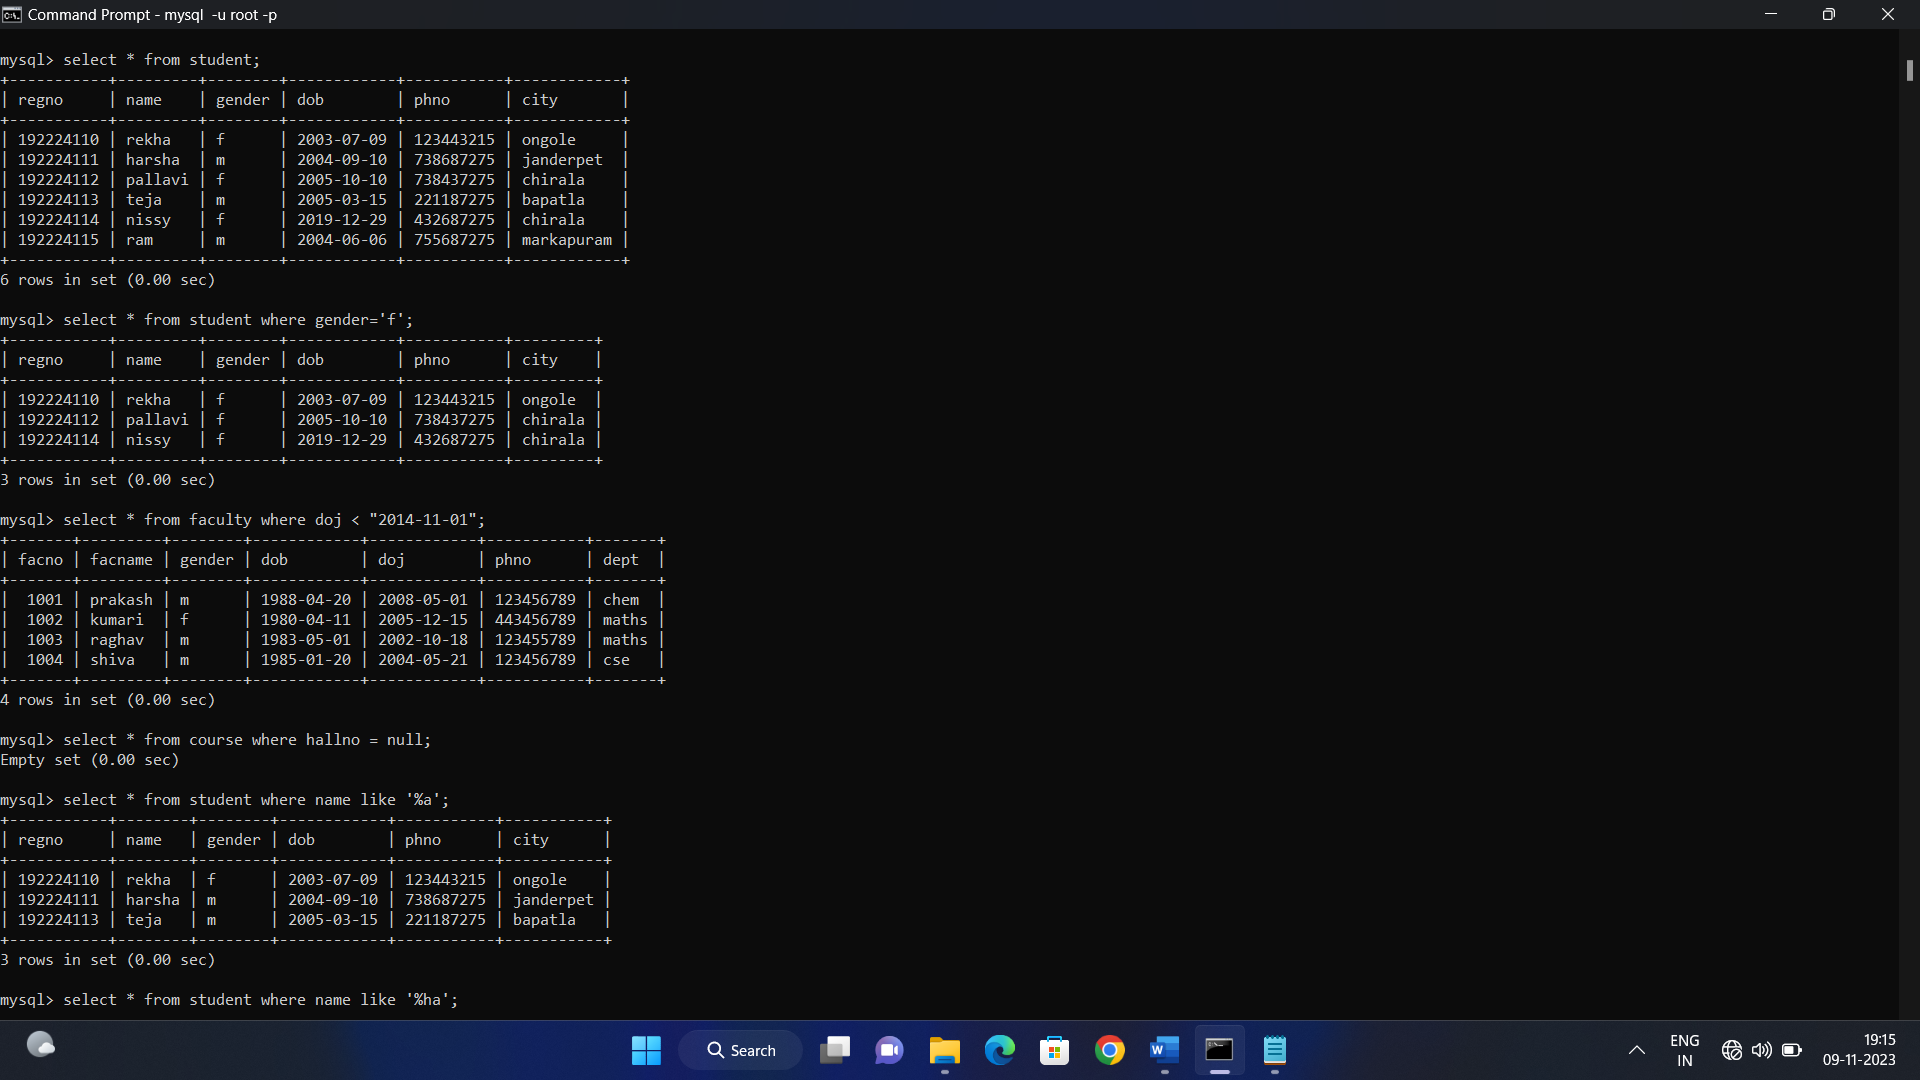 Command Prompt - mysql  -u root -p
mysql> select * from student;
+-----------+---------+--------+------------+-----------+------------+
| regno     | name    | gender | dob        | phno      | city       |
+-----------+---------+--------+------------+-----------+------------+
| 192224110 | rekha   | f      | 2003-07-09 | 123443215 | ongole     |
| 192224111 | harsha  | m      | 2004-09-10 | 738687275 | janderpet  |
| 192224112 | pallavi | f      | 2005-10-10 | 738437275 | chirala    |
| 192224113 | teja    | m      | 2005-03-15 | 221187275 | bapatla    |
| 192224114 | nissy   | f      | 2019-12-29 | 432687275 | chirala    |
| 192224115 | ram     | m      | 2004-06-06 | 755687275 | markapuram |
+-----------+---------+--------+------------+-----------+------------+
6 rows in set (0.00 sec)
mysql> select * from student where gender='f';
+-----------+---------+--------+------------+-----------+---------+
| regno     | name    | gender | dob        | phno      | city    |
+-----------+---------+--------+------------+-----------+---------+
| 192224110 | rekha   | f      | 2003-07-09 | 123443215 | ongole  |
| 192224112 | pallavi | f      | 2005-10-10 | 738437275 | chirala |
| 192224114 | nissy   | f      | 2019-12-29 | 432687275 | chirala |
+-----------+---------+--------+------------+-----------+---------+
3 rows in set (0.00 sec)
mysql> select * from faculty where doj < "2014-11-01";
+-------+---------+--------+------------+------------+-----------+-------+
| facno | facname | gender | dob        | doj        | phno      | dept  |
+-------+---------+--------+------------+------------+-----------+-------+
|  1001 | prakash | m      | 1988-04-20 | 2008-05-01 | 123456789 | chem  |
|  1002 | kumari  | f      | 1980-04-11 | 2005-12-15 | 443456789 | maths |
|  1003 | raghav  | m      | 1983-05-01 | 2002-10-18 | 123455789 | maths |
|  1004 | shiva   | m      | 1985-01-20 | 2004-05-21 | 123456789 | cse   |
+-------+---------+--------+------------+------------+-----------+-------+
4 rows in set (0.00 sec)
mysql> select * from course where hallno = null;
Empty set (0.00 sec)
mysql> select * from student where name like '%a';
+-----------+--------+--------+------------+-----------+-----------+
| regno     | name   | gender | dob        | phno      | city      |
+-----------+--------+--------+------------+-----------+-----------+
| 192224110 | rekha  | f      | 2003-07-09 | 123443215 | ongole    |
| 192224111 | harsha | m      | 2004-09-10 | 738687275 | janderpet |
| 192224113 | teja   | m      | 2005-03-15 | 221187275 | bapatla   |
+-----------+--------+--------+------------+-----------+-----------+
3 rows in set (0.00 sec)
mysql> select * from student where name like '%ha';
Search
ENG
IN
19:15
09-11-2023